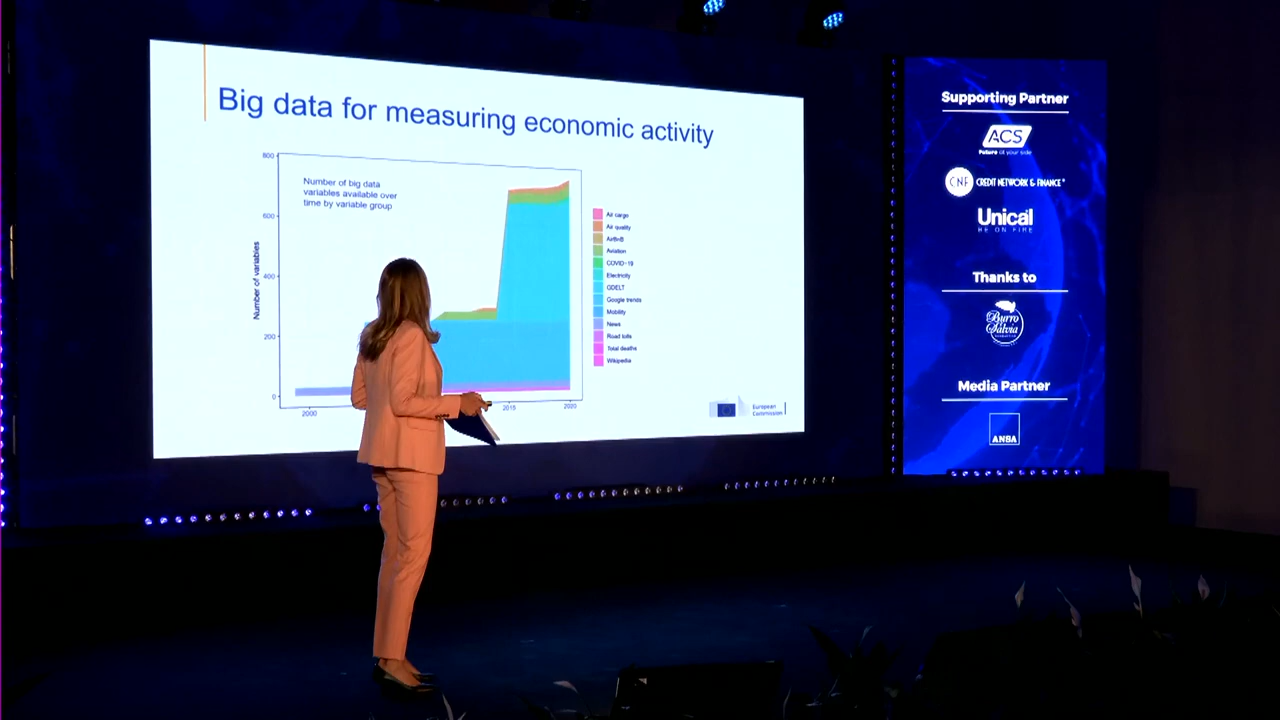 Big data for measuring economic activity
800
600
400
200
0
Number of variables
Number of big data
variables available over
time by variable group
2000
2015
2020
Air cargo
Air quality
AirBnB
Aviation
COVID-19
Electricity
GDELT
Google trends
Mobility
News
Road tolls
Total deaths
Wikipedia
European
Commission
Supporting Partner
ACS
Future at your side
CNF CREDIT NETWORK & FINANCE
Unical
BE ON FIRE
Thanks to
Burro
Salvia
Media Partner
ANSA